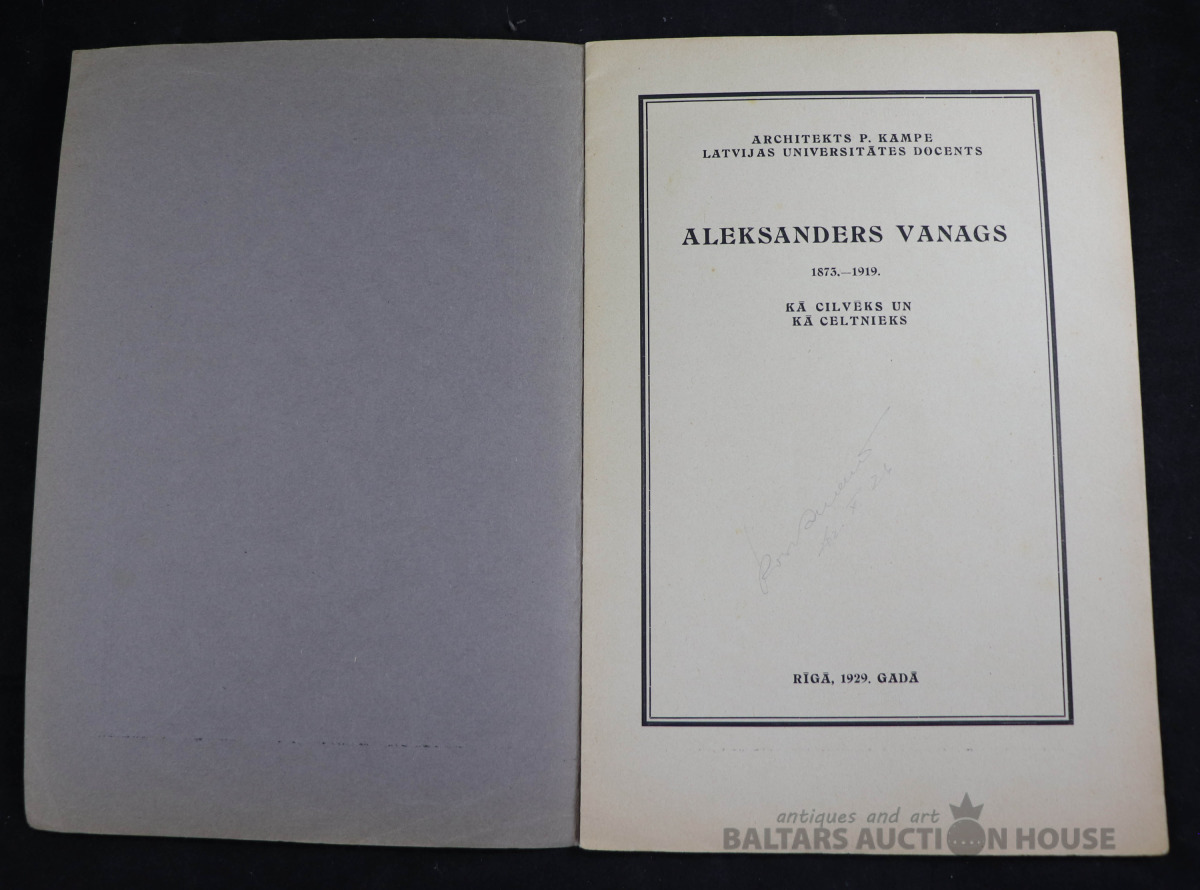 ARCHITEKTS P. KAMPE
LATVIJAS UNIVERSITĀTES DOCENTS
ALEKSANDERS VANAGS
1873.—1919.
KĀ CILVĒKS UN
KĀ CELTNIEKS
RĪGĀ, 1929. GADĀ
antiques and art
BALTARS AUCTION HOUSE